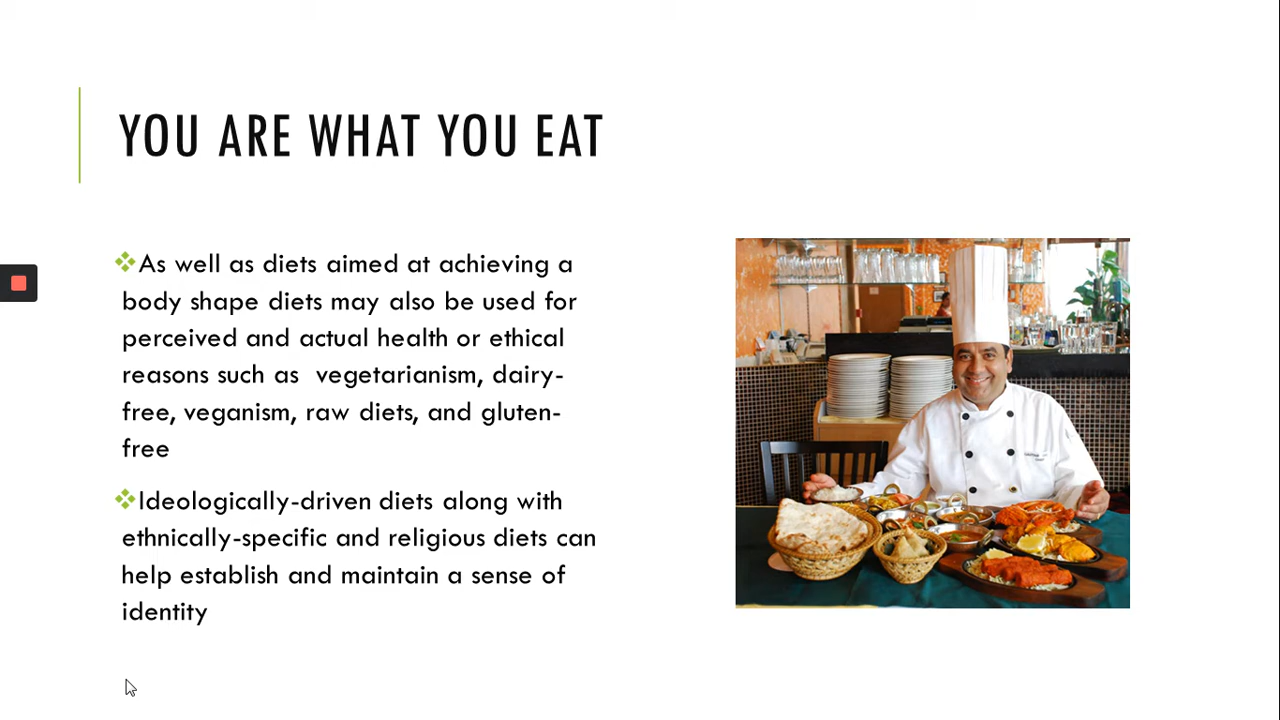 YOU ARE WHAT YOU EAT
As well as diets aimed at achieving a
body shape diets may also be used for
perceived and actual health or ethical
reasons such as  vegetarianism, dairy-
free, veganism, raw diets, and gluten-
free
Ideologically-driven diets along with
ethnically-specific and religious diets can
help establish and maintain a sense of
identity